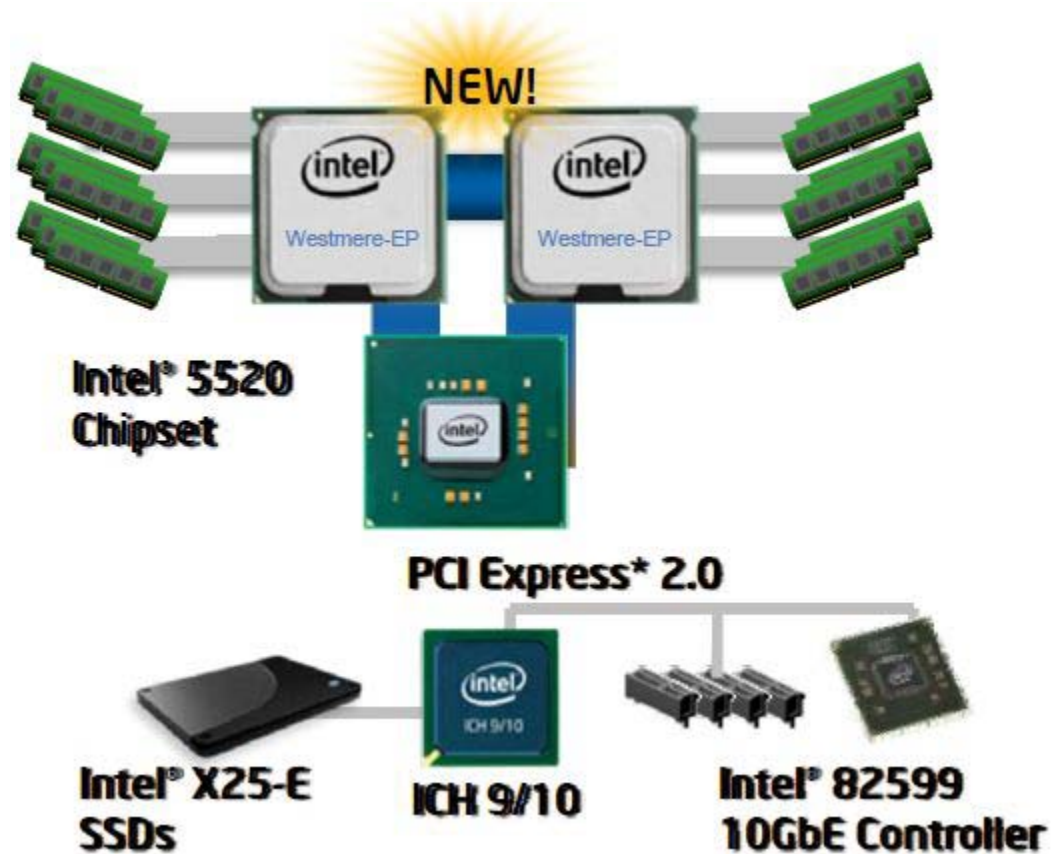 NEW!
intel
Westmere-EP
intel
Westmere-EP
Intel® 5520
Chipset
intel
PCI Express* 2.0
intel
ICH 9/10
Intel® X25-E
SSDs
ICH 9/10
Intel® 82599
10GbE Controller